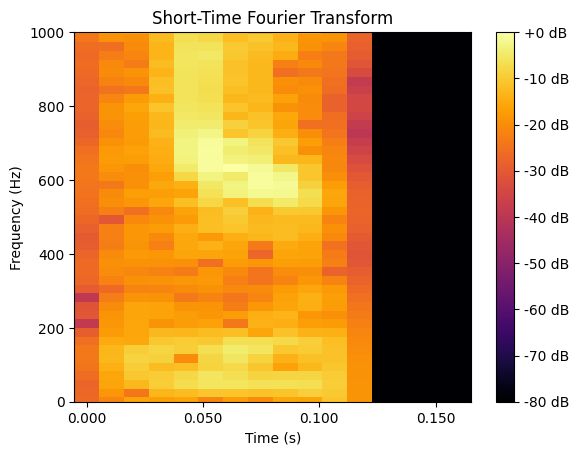 Short-Time Fourier Transform
1000
800
600
400
200
0
Frequency (Hz)
0.000
0.050
0.100
0.150
Time (s)
+0 dB
-10 dB
-20 dB
-30 dB
-40 dB
-50 dB
-60 dB
-70 dB
-80 dB